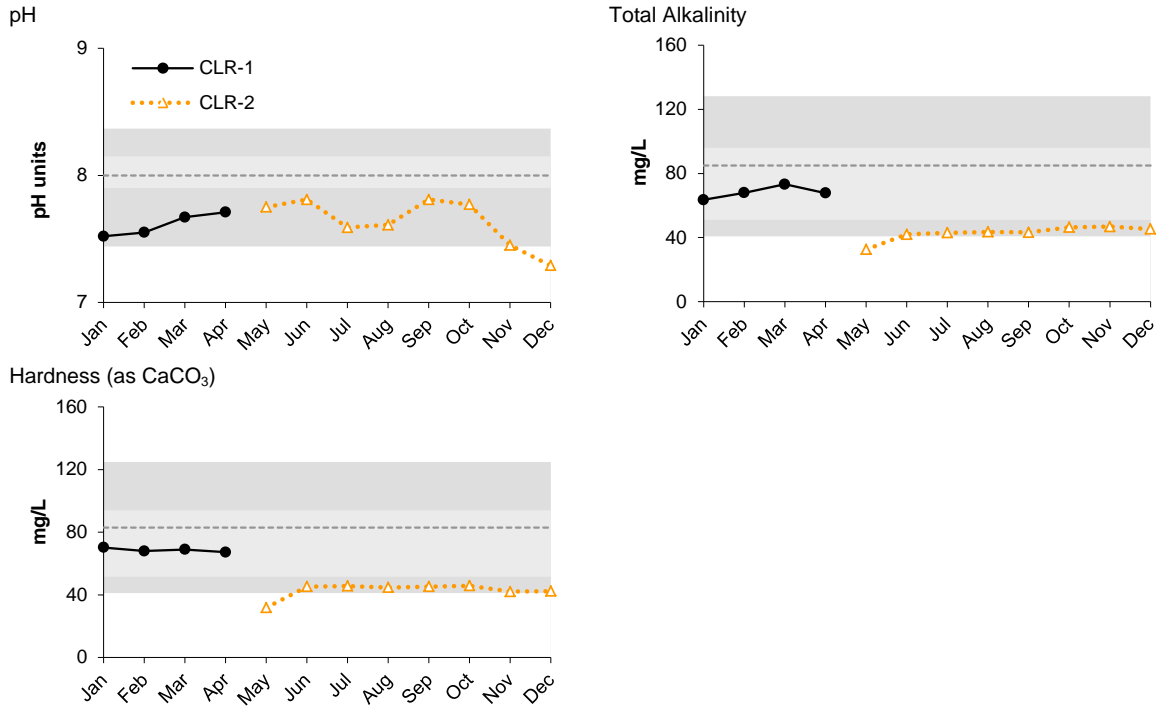 pH
9
8
7
pH units
CLR-1
CLR-2
Jan Feb Mar Apr May Jun Jul Aug Sep Oct Nov Dec
Total Alkalinity
160
120
80
40
0
mg/L
Jan Feb Mar Apr May Jun Jul Aug Sep Oct Nov Dec
Hardness (as CaCO₃)
160
120
80
40
0
mg/L
Jan Feb Mar Apr May Jun Jul Aug Sep Oct Nov Dec